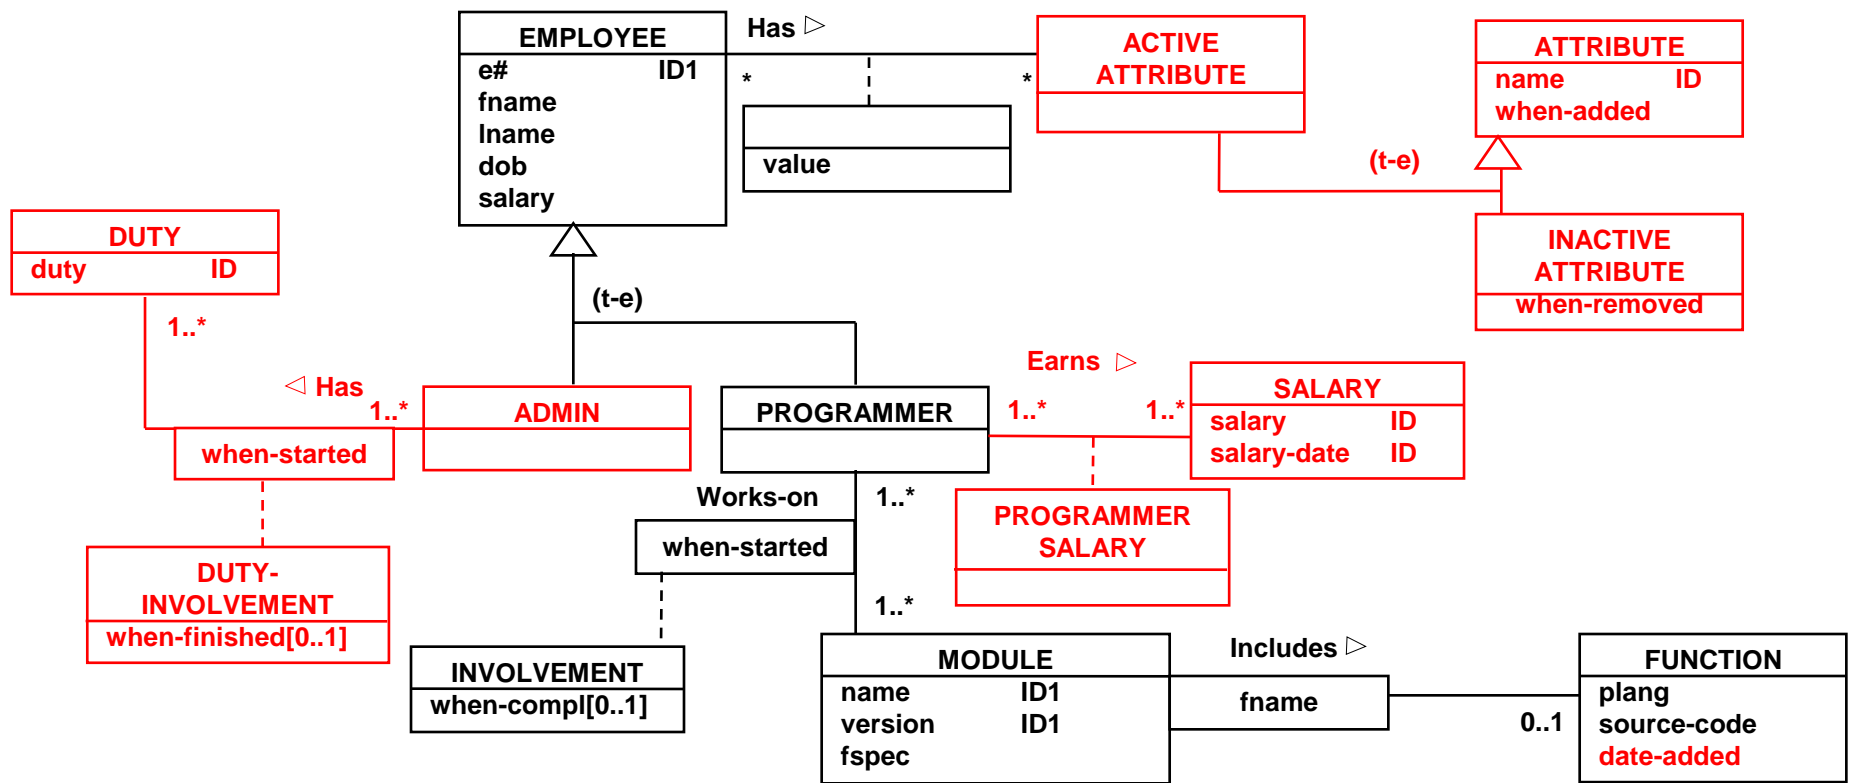 EMPLOYEE
e# ID1
fname
lname
dob
salary
Has ▷
*
*
value
ACTIVE
ATTRIBUTE
ATTRIBUTE
name ID
when-added
(t-e)
INACTIVE
ATTRIBUTE
when-removed
DUTY
duty ID
1..*
◁ Has
1..*
when-started
DUTY-
INVOLVEMENT
when-finished[0..1]
(t-e)
ADMIN
PROGRAMMER
Earns ▷
1..*
1..*
SALARY
salary ID
salary-date ID
PROGRAMMER
SALARY
Works-on
1..*
when-started
1..*
INVOLVEMENT
when-compl[0..1]
MODULE
name ID1
version ID1
fspec
Includes ▷
fname
0..1
FUNCTION
plang
source-code
date-added